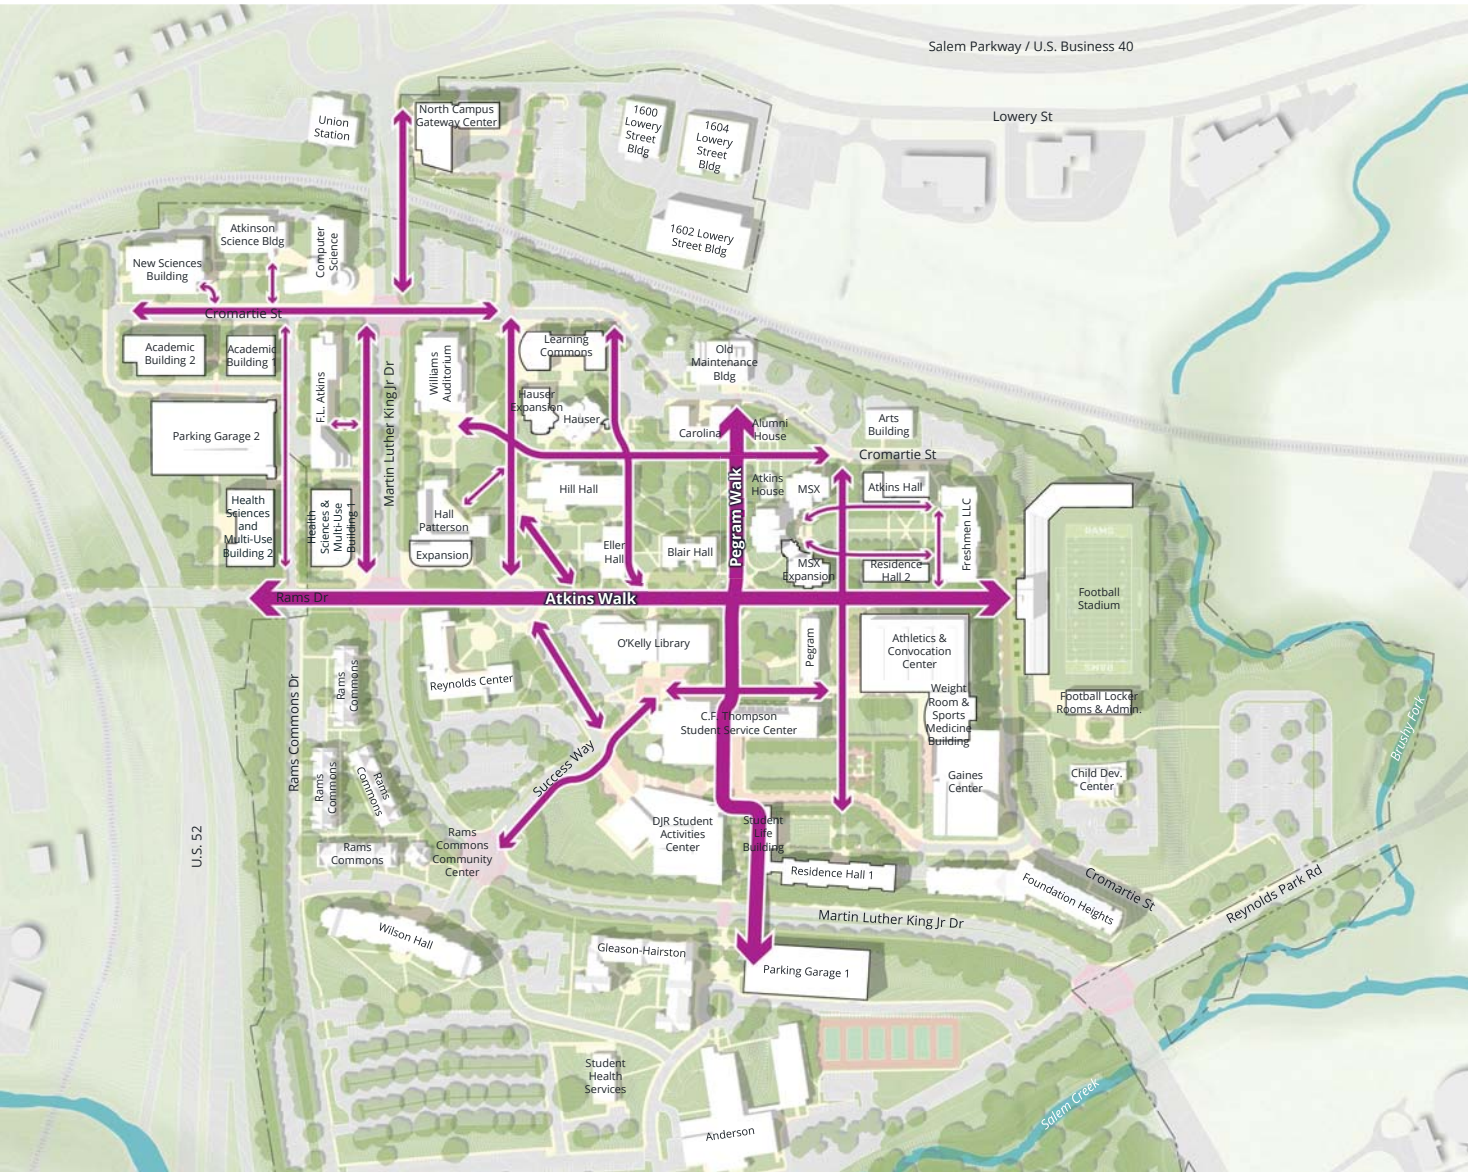 Salem Parkway / U.S. Business 40
Lowery St
North Campus
Gateway Center
Union
Station
1600
Lowery
Street
Bldg
1604
Lowery
Street
Bldg
1602 Lowery
Street Bldg
Atkinson
Science Bldg
Computer
Science
New Sciences
Building
Cromartie St
Academic
Building 2
Academic
Building 1
F.L. Atkins
Martin Luther King Jr Dr
Williams
Auditorium
Learning
Commons
Old
Maintenance
Bldg
Hauser
Expansion
Hauser
Carolina
Alumni
House
Arts
Building
Parking Garage 2
Cromartie St
Pegram Walk
Hill Hall
Atkins
House
MSX
Atkins Hall
Freshmen LLC
Health
Sciences
and
Multi-Use
Building 2
Health
Sciences &
Multi-Use
Building 1
Hall
Patterson
Expansion
Eller
Hall
Blair Hall
MSX
Expansion
Residence
Hall 2
RAMS
Football
Stadium
RAMS
Rams Dr
Atkins Walk
O'Kelly Library
Pegram
Athletics &
Convocation
Center
Reynolds Center
Rams
Commons
Weight
Room &
Sports
Medicine
Building
Football Locker
Rooms & Admin.
C.F. Thompson
Student Service Center
Rams Commons Dr
Success Way
Brushy Fork
Rams
Commons
Rams
Commons
Gaines
Center
Child Dev.
Center
U.S. 52
Rams
Commons
Rams
Commons
Community
Center
DJR Student
Activities
Center
Student
Life
Building
Residence Hall 1
Foundation Heights
Cromartie St
Reynolds Park Rd
Martin Luther King Jr Dr
Wilson Hall
Gleason-Hairston
Parking Garage 1
Student
Health
Services
Anderson
Salem Creek